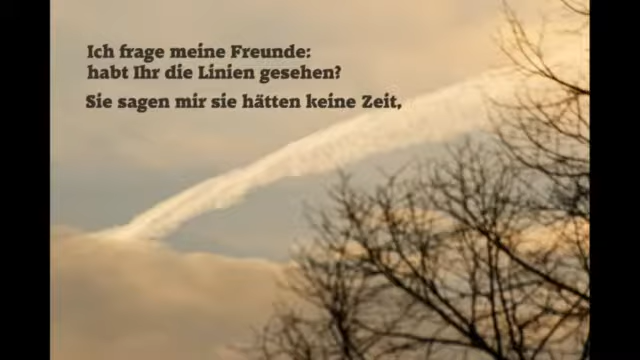 Ich frage meine Freunde:
habt Ihr die Linien gesehen?
Sie sagen mir sie hätten keine Zeit,